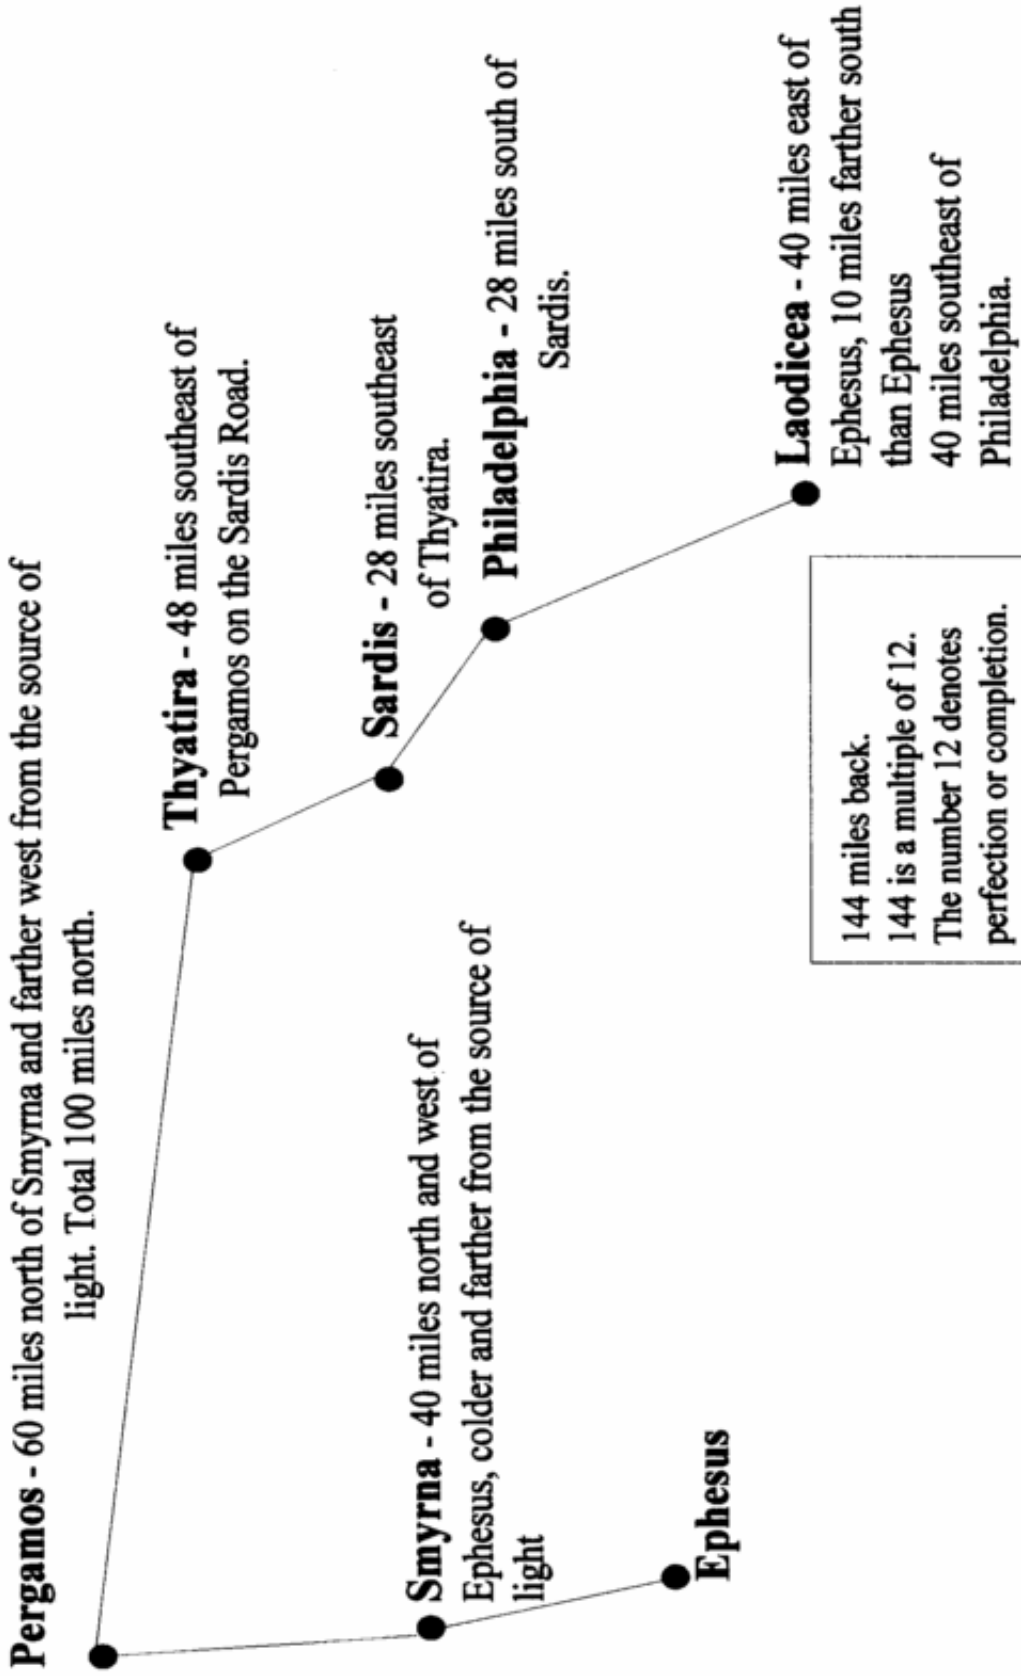 Pergamos - 60 miles north of Smyrna and farther west from the source of
light. Total 100 miles north.
Thyatira - 48 miles southeast of
Pergamos on the Sardis Road.
Sardis - 28 miles southeast
of Thyatira.
Smyrna - 40 miles north and west of
Ephesus, colder and farther from the source of
light
Philadelphia - 28 miles south of
Sardis.
Ephesus
Laodicea - 40 miles east of
Ephesus, 10 miles farther south
than Ephesus
40 miles southeast of
Philadelphia.
144 miles back.
144 is a multiple of 12.
The number 12 denotes
perfection or completion.